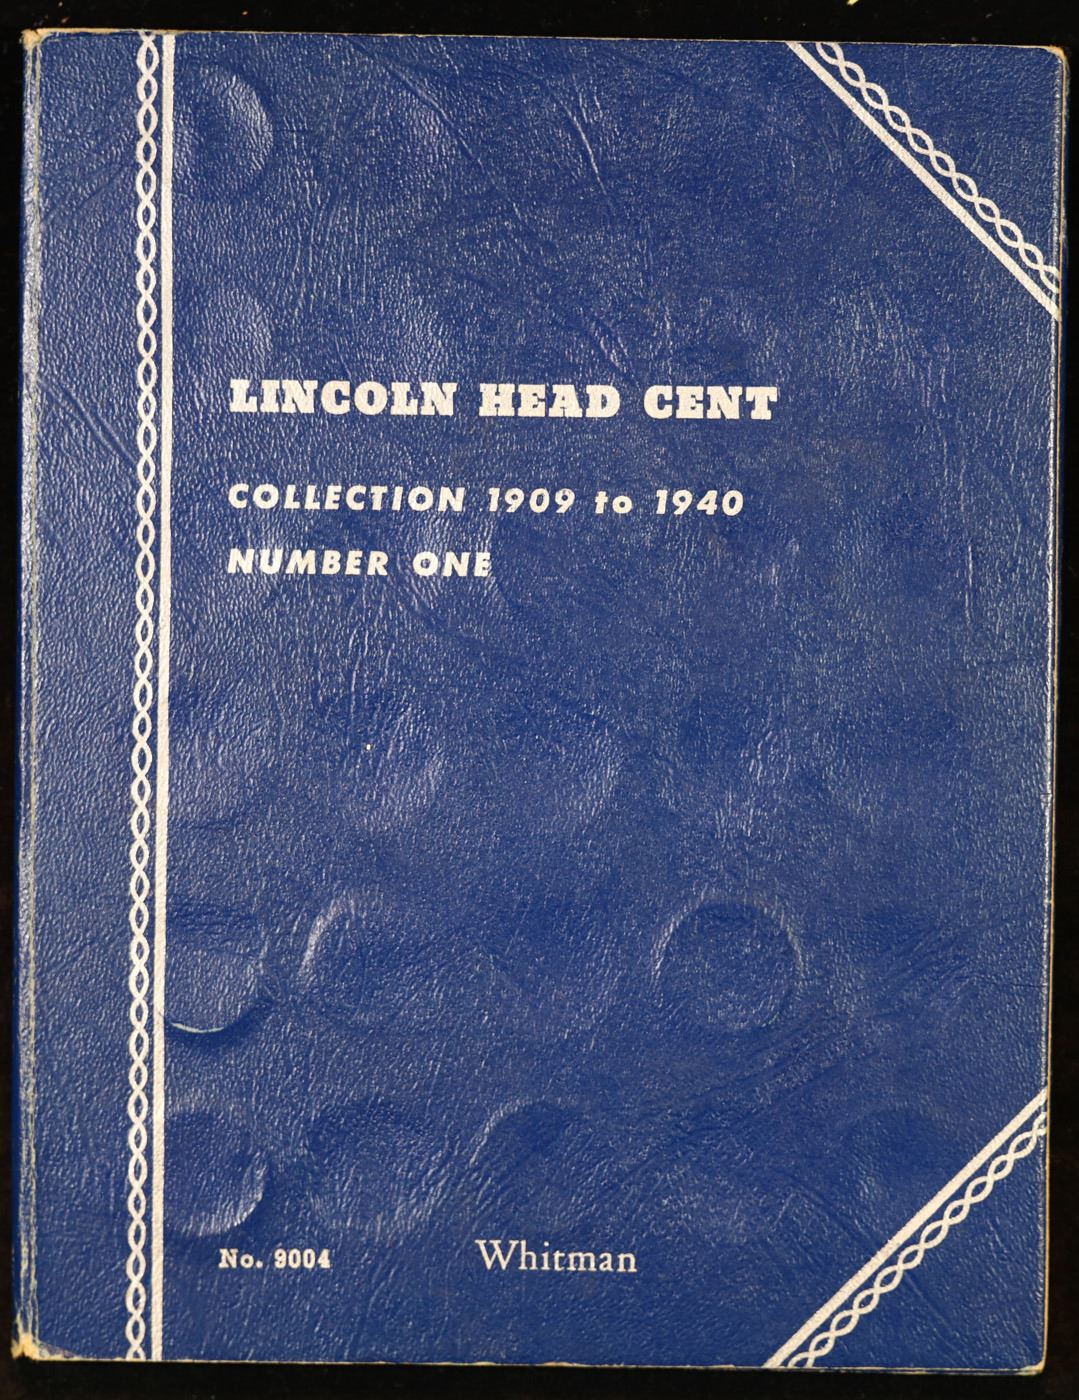 LINCOLN HEAD CENT
COLLECTION 1909 to 1940
NUMBER ONE
No. 9004 Whitman